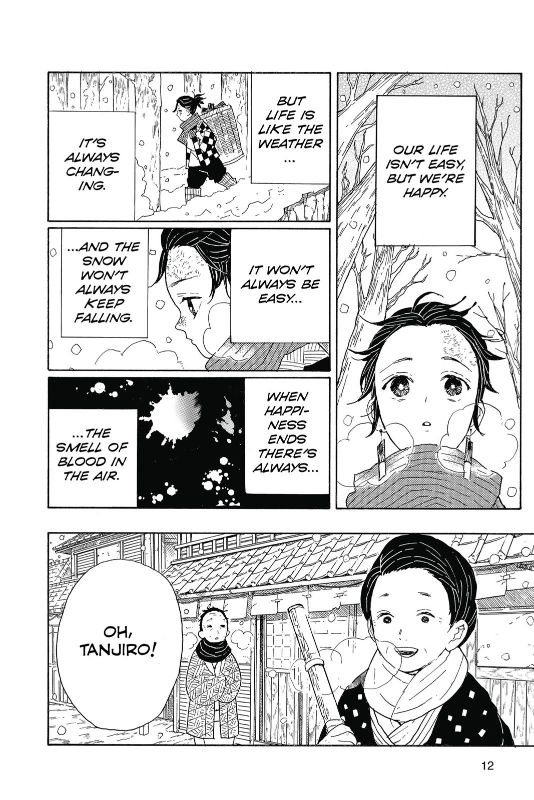 OUR LIFE
ISN'T EASY,
BUT WE'RE
HAPPY.
BUT
LIFE IS
LIKE THE
WEATHER
...
IT'S
ALWAYS
CHANG-
ING.
IT WON'T
ALWAYS BE
EASY...
...AND THE
SNOW
WON'T
ALWAYS
KEEP
FALLING.
WHEN
HAPPI-
NESS
ENDS
THERE'S
ALWAYS...
...THE
SMELL OF
BLOOD IN
THE AIR.
OH,
TANJIRO!
12